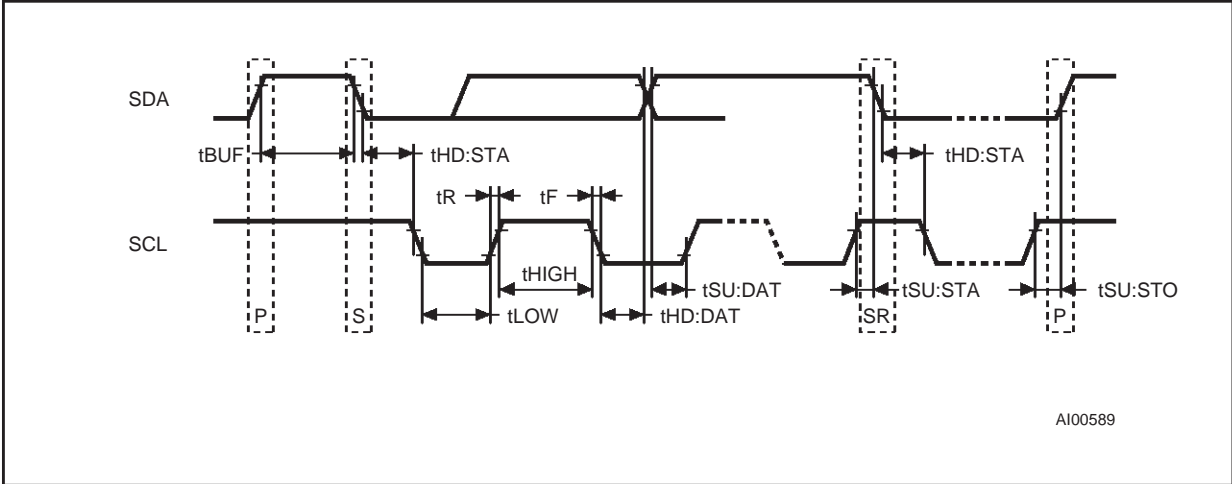 SDA
tBUF
tHD:STA
tHD:STA
tR
tF
SCL
tHIGH
tSU:DAT
tSU:STA
tSU:STO
P
S
tLOW
tHD:DAT
SR
P
AI00589